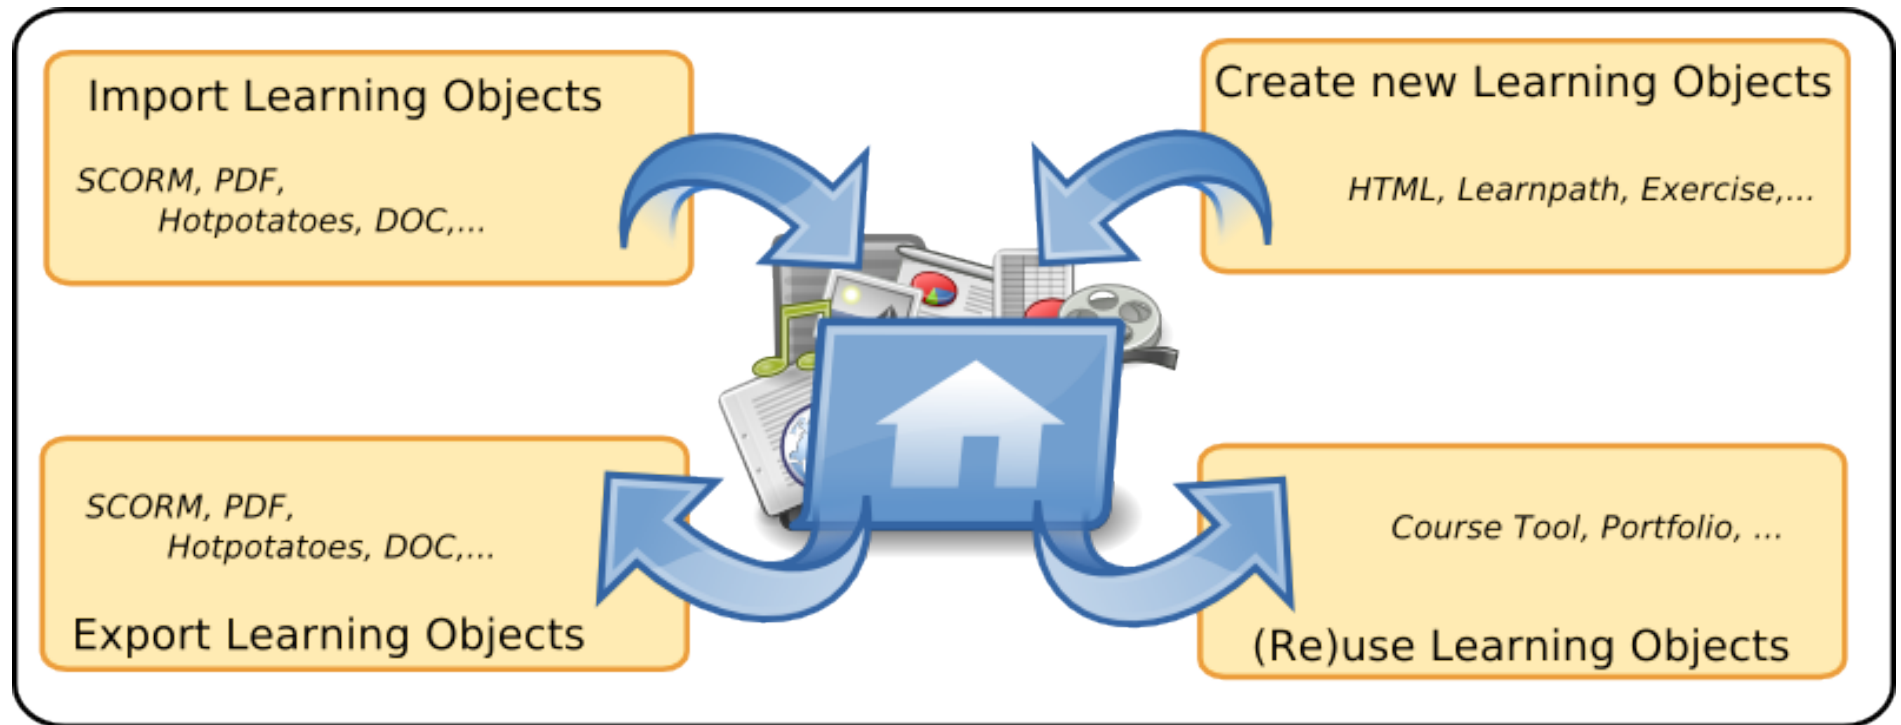 Import Learning Objects
SCORM, PDF,
Hotpotatoes, DOC,...
Create new Learning Objects
HTML, Learnpath, Exercise,...
SCORM, PDF,
Hotpotatoes, DOC,...
Export Learning Objects
Course Tool, Portfolio, ...
(Re)use Learning Objects